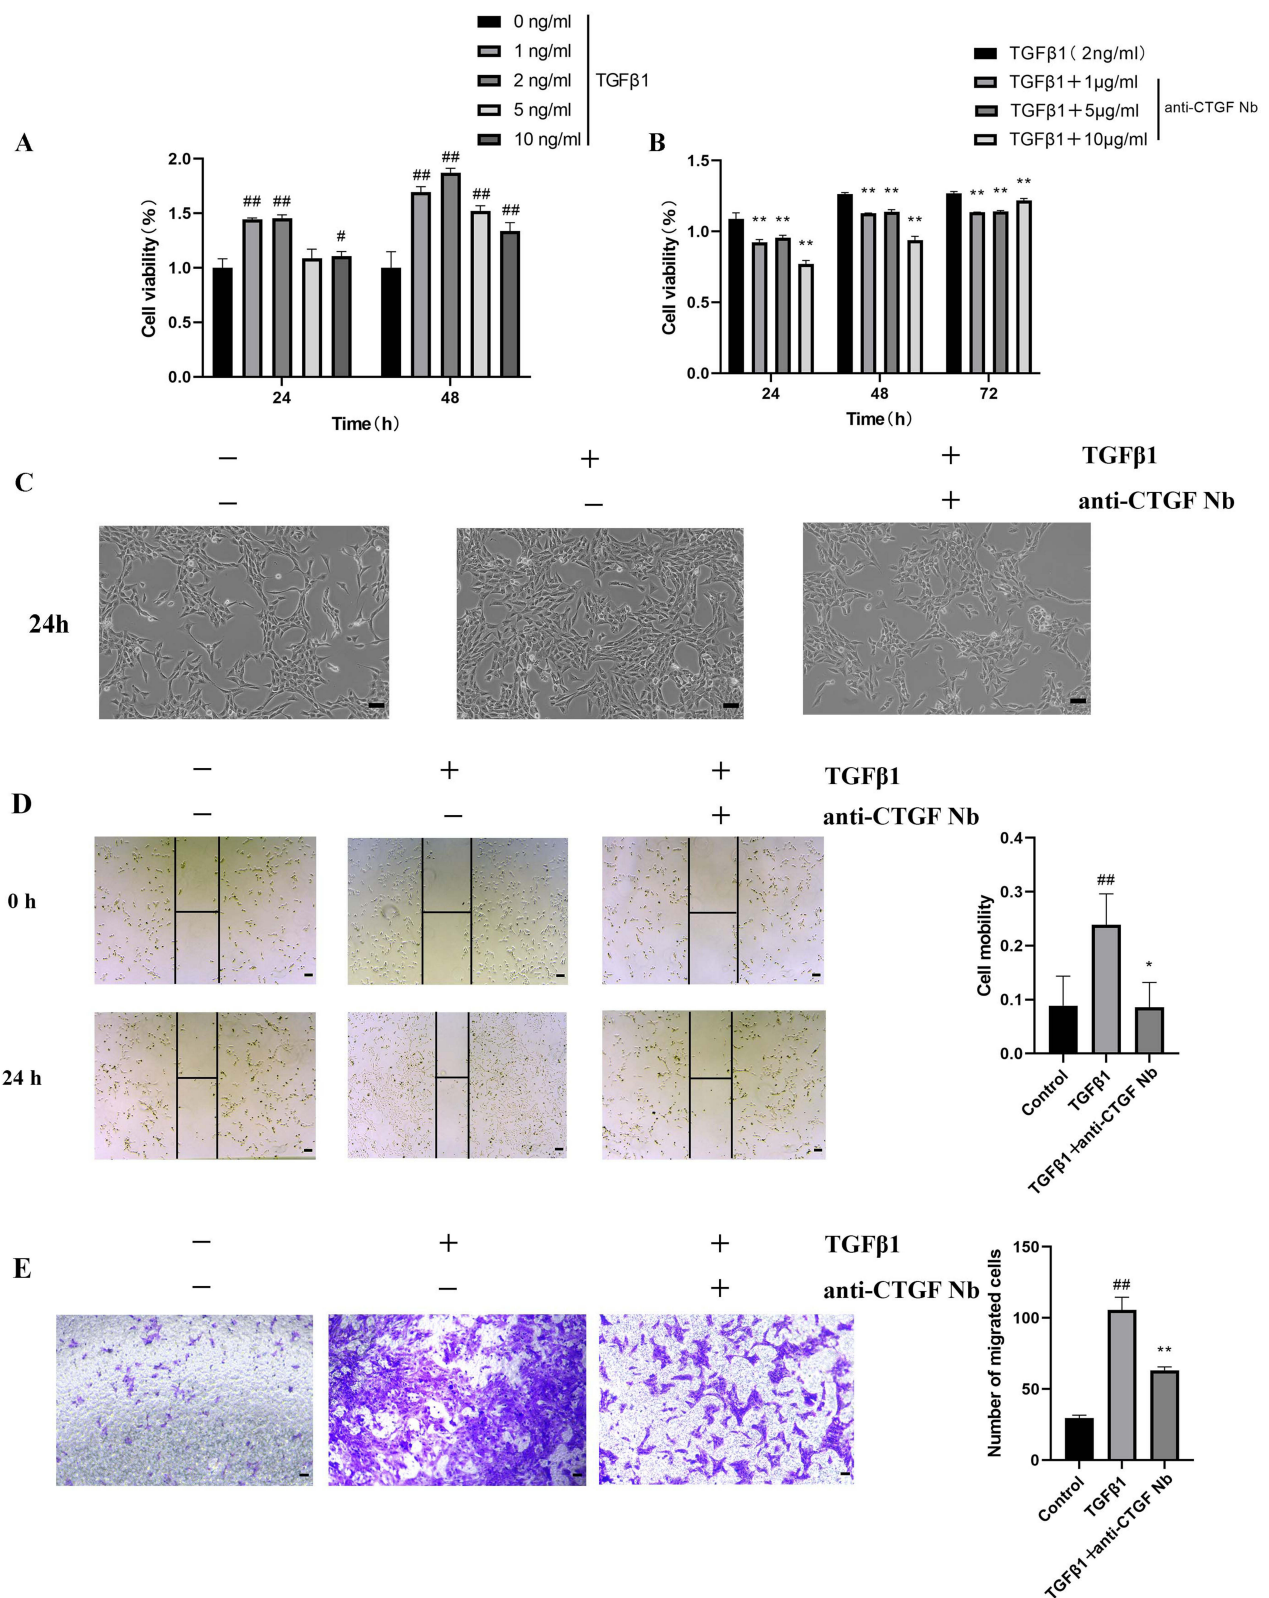 0 ng/ml
1 ng/ml
2 ng/ml
5 ng/ml
10 ng/ml
TGFβ1
TGFβ1( 2ng/ml)
TGFβ1+1μg/ml
TGFβ1+5μg/ml
TGFβ1+10μg/ml
anti-CTGF Nb
A
Cell viability(%)
2.0
1.5
1.0
0.5
0.0
## ## #
## ## ## ##
24 48
Time(h)
B
Cell viability(%)
1.5
1.0
0.5
0.0
** ** **
** ** **
** ** **
24 48 72
Time(h)
C
− + + TGFβ1
− − + anti-CTGF Nb
24h
D
− + + TGFβ1
− − + anti-CTGF Nb
0 h
24 h
Cell mobility
0.4
0.3
0.2
0.1
0.0
##
*
Control
TGFβ1
TGFβ1+anti-CTGF Nb
E
− + + TGFβ1
− − + anti-CTGF Nb
Number of migrated cells
150
100
50
0
##
**
Control
TGFβ1
TGFβ1+anti-CTGF Nb